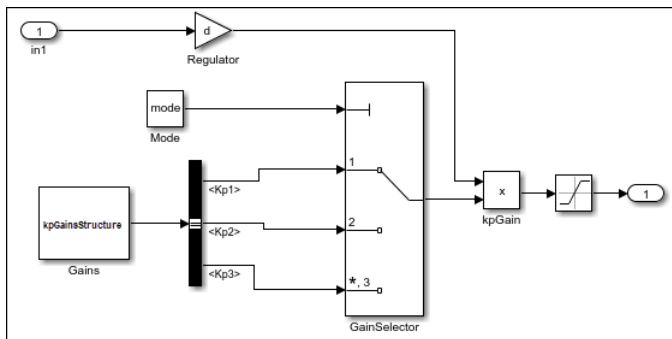 1
in1
d
Regulator
mode
Mode
1
<Kp1>
kpGainsStructure
Gains
<Kp2>
2
<Kp3>
*, 3
GainSelector
x
kpGain
1